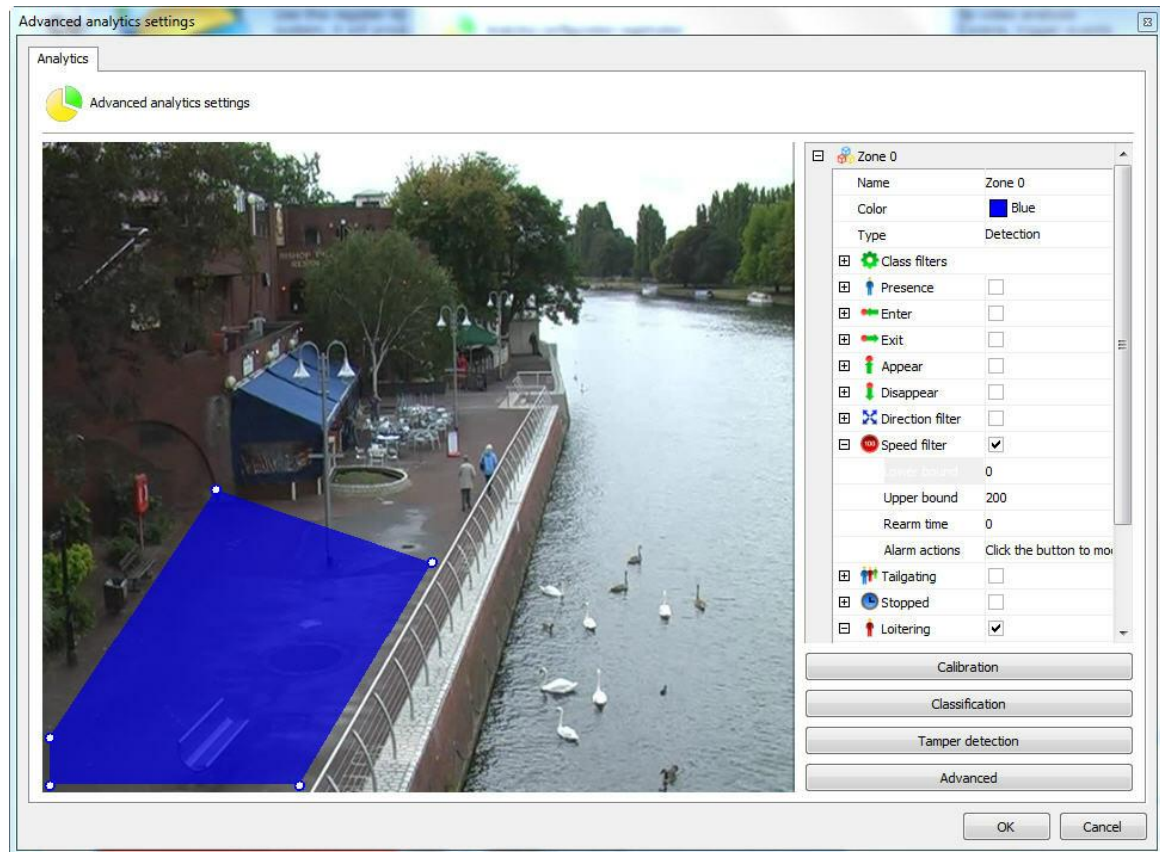 Advanced analytics settings
Analytics
Advanced analytics settings
Zone 0
Name Zone 0
Color Blue
Type Detection
Class filters
Presence
Enter
Exit
Appear
Disappear
Direction filter
100 Speed filter
Lower bound 0
Upper bound 200
Rearm time 0
Alarm actions Click the button to mo
Tailgating
Stopped
Loitering
Calibration
Classification
Tamper detection
Advanced
OK Cancel